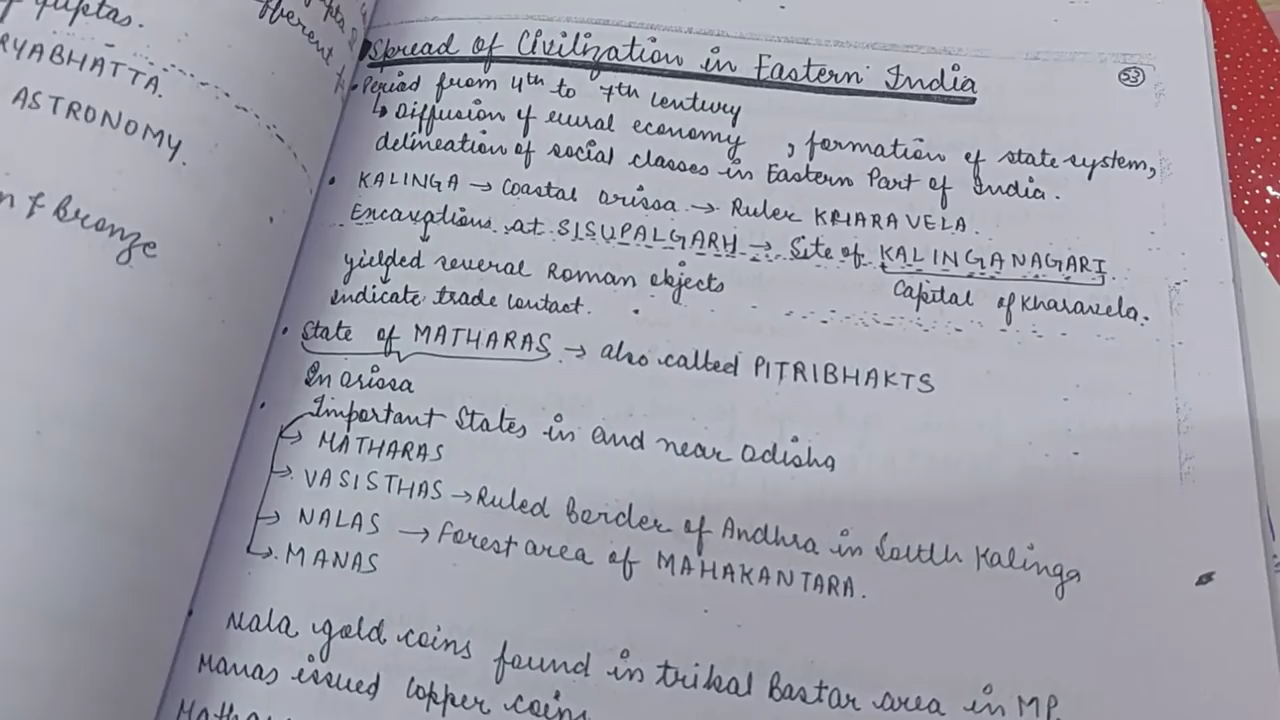 f guptas.
RYABHATTA.
ASTRONOMY.
n & Bronze
fferent
Spread of Civilization in Eastern India
53
• Period from 4th to 7th century
↳ Diffusion of rural economy, formation of state system,
delineation of social classes in Eastern Part of India.
• KALINGA → Coastal Orissa → Ruler KHARAVELA.
Excavations at SISUPALGARH → Site of KALINGANAGARI
yielded several Roman objects
Capital of Kharavela.
indicate trade contact.
• State of MATHARAS → also called PITRIBHAKTS
In Orissa
• Important States in and near Odisha
→ MATHARAS
→ VASISTHAS → Ruled Border of Andhra in South Kalinga
→ NALAS → Forest area of MAHAKANTARA.
→ MANAS
• Nala gold coins found in trikal Bastar area in MP.
Manas issued copper coins
Matha